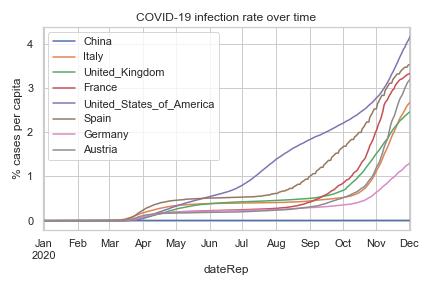 COVID-19 infection rate over time
China
Italy
United_Kingdom
France
United_States_of_America
Spain
Germany
Austria
% cases per capita
4
3
2
1
0
Jan Feb Mar Apr May Jun Jul Aug Sep Oct Nov Dec
2020
dateRep